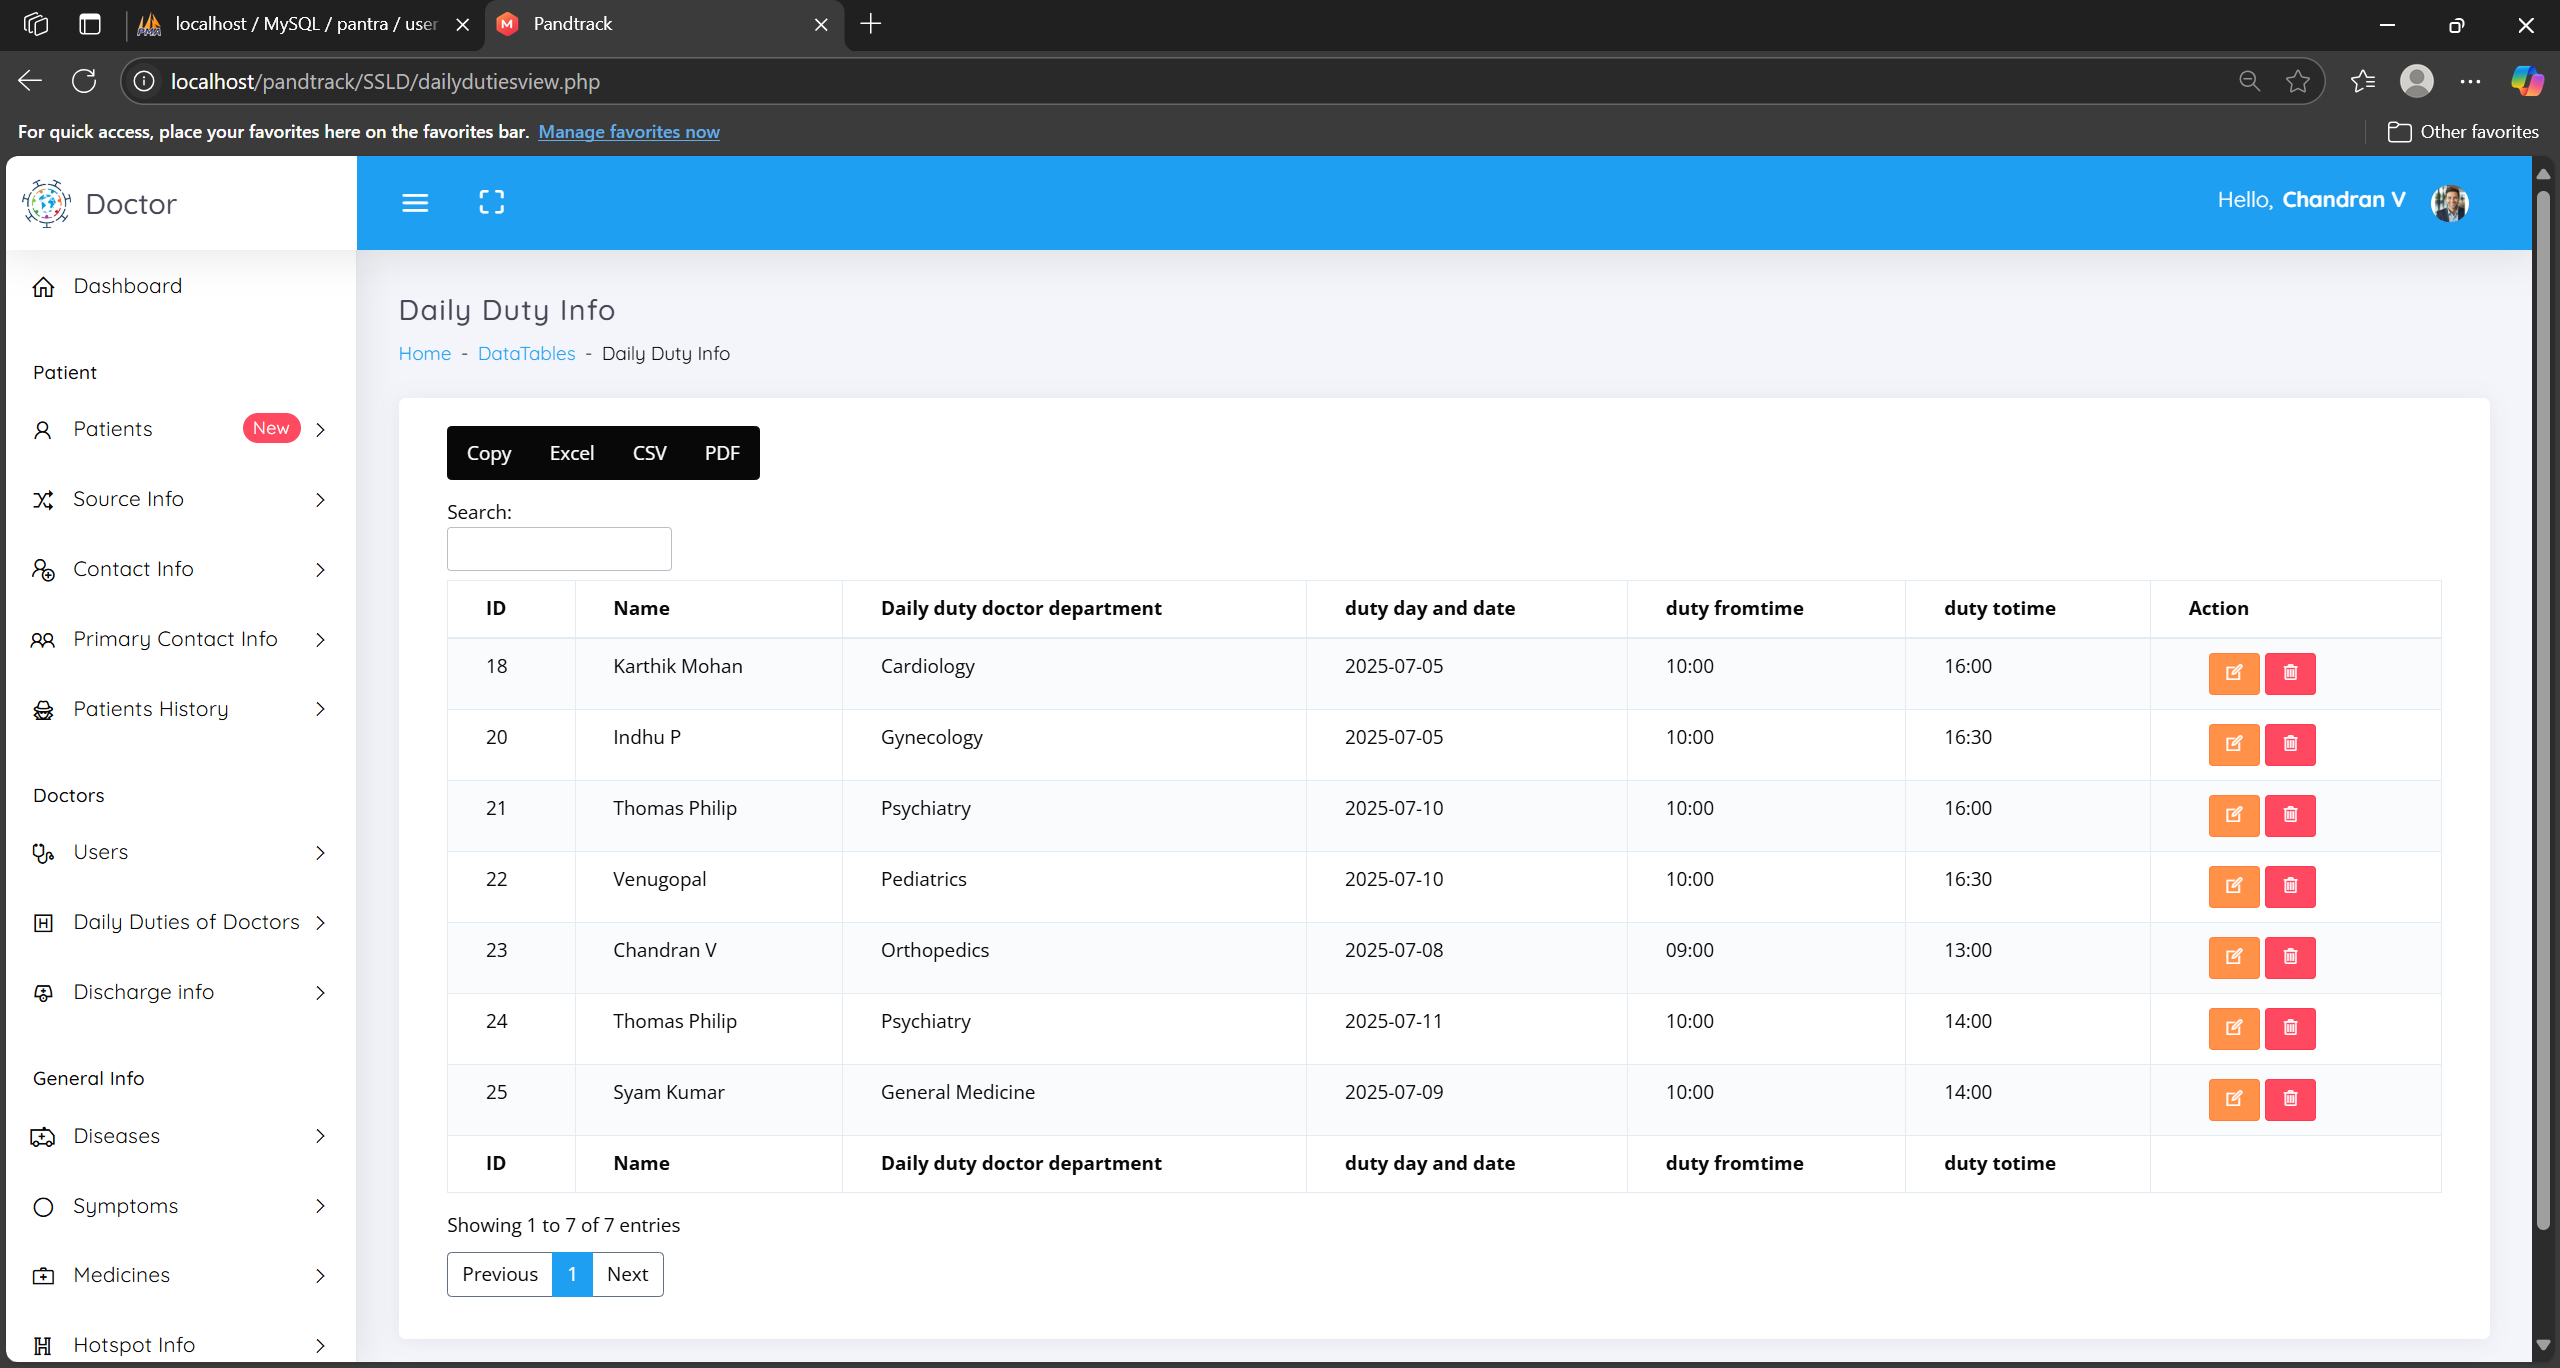 localhost / MySQL / pantra / user
Pandtrack
localhost/pandtrack/SSLD/dailydutiesview.php
For quick access, place your favorites here on the favorites bar. Manage favorites now
Other favorites
Doctor
Hello, Chandran V
Dashboard
Patient
Patients New
Source Info
Contact Info
Primary Contact Info
Patients History
Doctors
Users
Daily Duties of Doctors
Discharge info
General Info
Diseases
Symptoms
Medicines
Hotspot Info
Daily Duty Info
Home - DataTables - Daily Duty Info
Copy Excel CSV PDF
Search:
ID Name Daily duty doctor department duty day and date duty fromtime duty totime Action
18 Karthik Mohan Cardiology 2025-07-05 10:00 16:00
20 Indhu P Gynecology 2025-07-05 10:00 16:30
21 Thomas Philip Psychiatry 2025-07-10 10:00 16:00
22 Venugopal Pediatrics 2025-07-10 10:00 16:30
23 Chandran V Orthopedics 2025-07-08 09:00 13:00
24 Thomas Philip Psychiatry 2025-07-11 10:00 14:00
25 Syam Kumar General Medicine 2025-07-09 10:00 14:00
ID Name Daily duty doctor department duty day and date duty fromtime duty totime
Showing 1 to 7 of 7 entries
Previous 1 Next